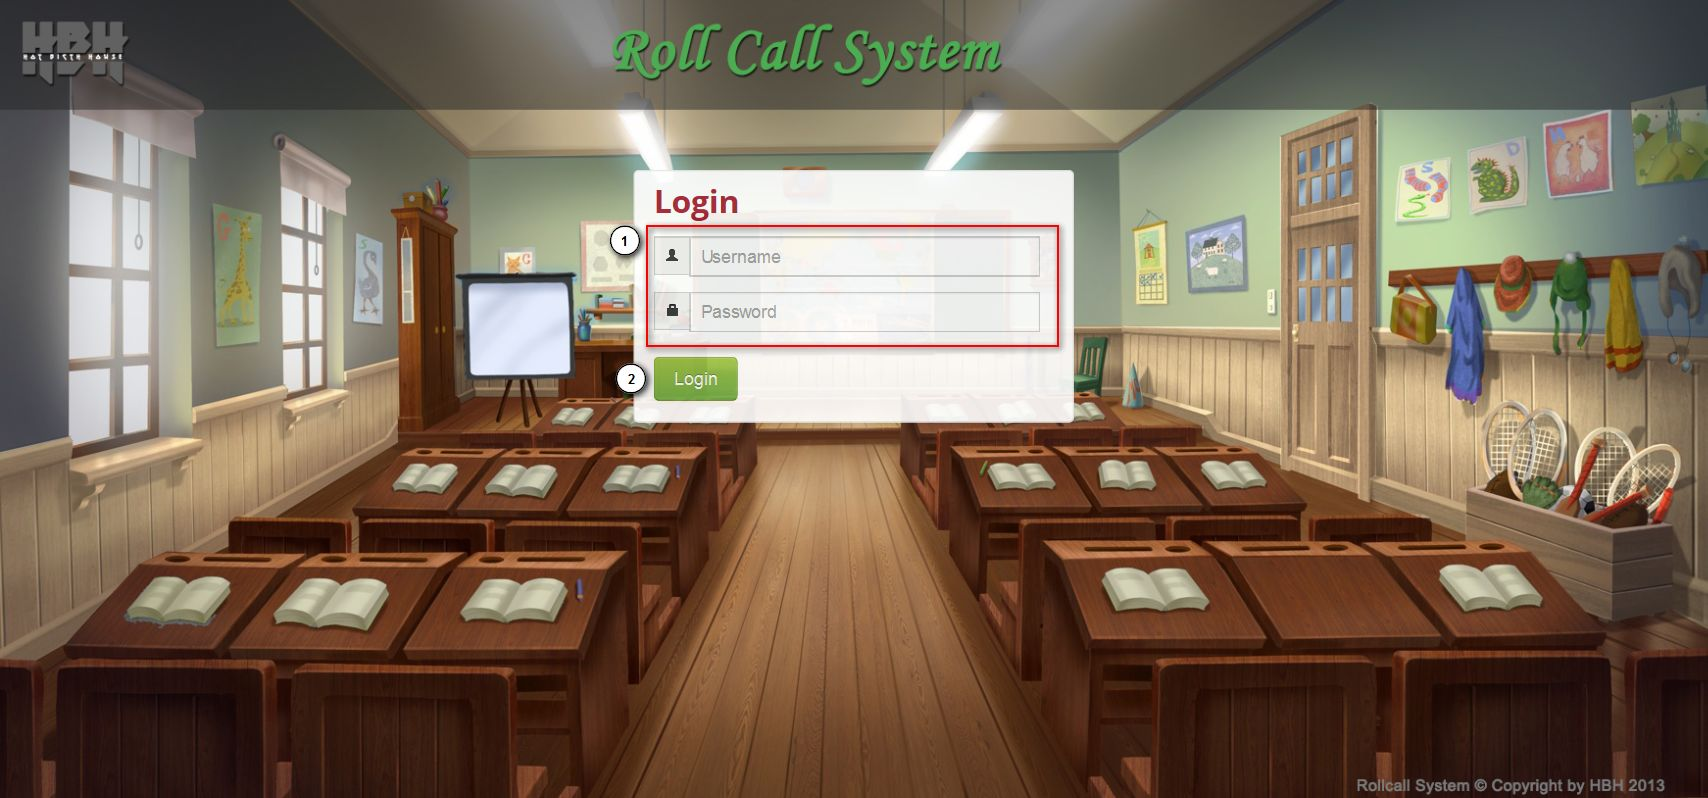 HBH
Roll Call System
Login
1
Username
Password
2
Login
G
S
G
S
D
Rollcall System © Copyright by HBH 2013